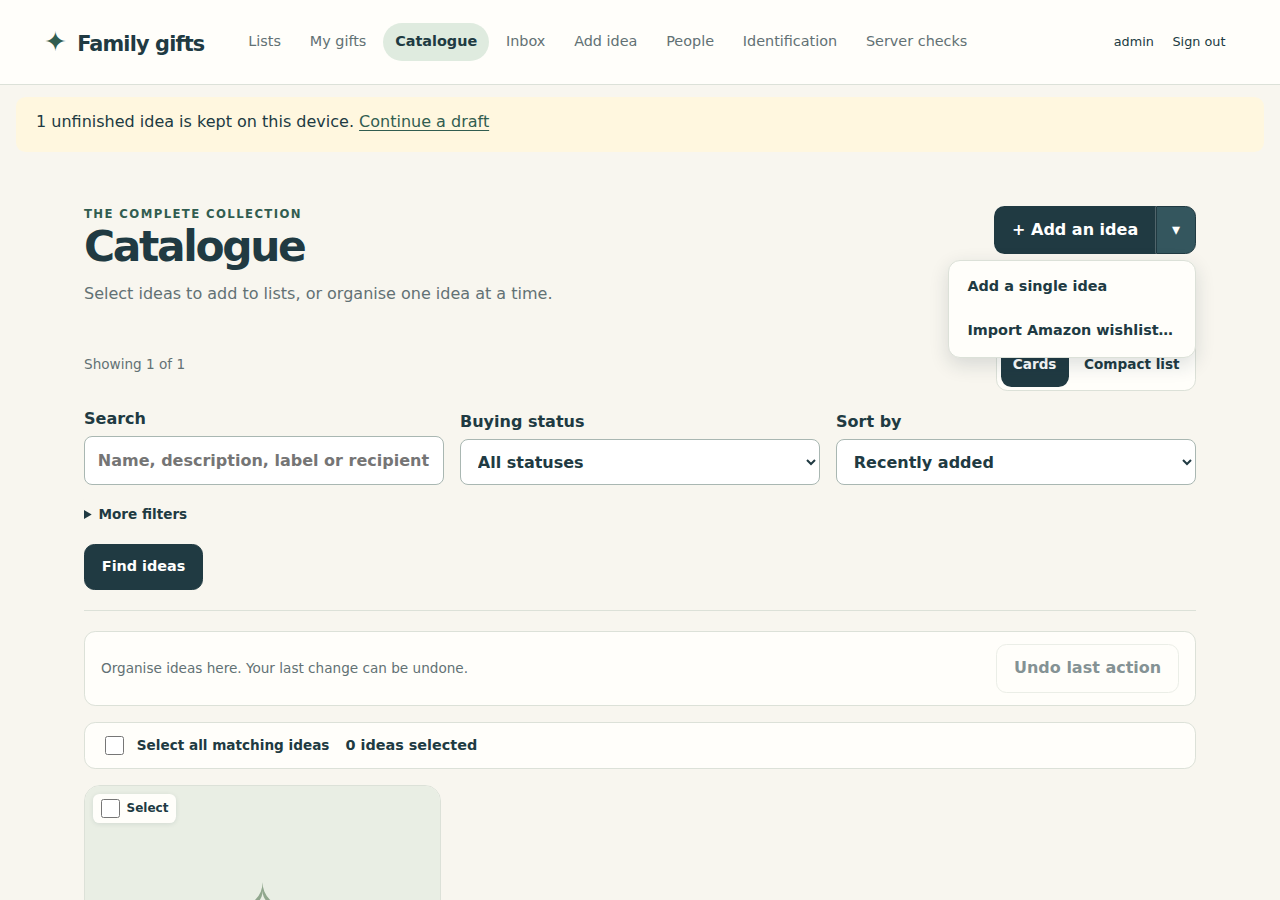 Family gifts
Lists My gifts Catalogue Inbox Add idea People Identification Server checks
admin Sign out
1 unfinished idea is kept on this device. Continue a draft
THE COMPLETE COLLECTION
Catalogue
Select ideas to add to lists, or organise one idea at a time.
+ Add an idea
Add a single idea
Import Amazon wishlist…
Showing 1 of 1
Cards Compact list
Search
Name, description, label or recipient
Buying status
All statuses
Sort by
Recently added
More filters
Find ideas
Organise ideas here. Your last change can be undone.
Undo last action
Select all matching ideas 0 ideas selected
Select